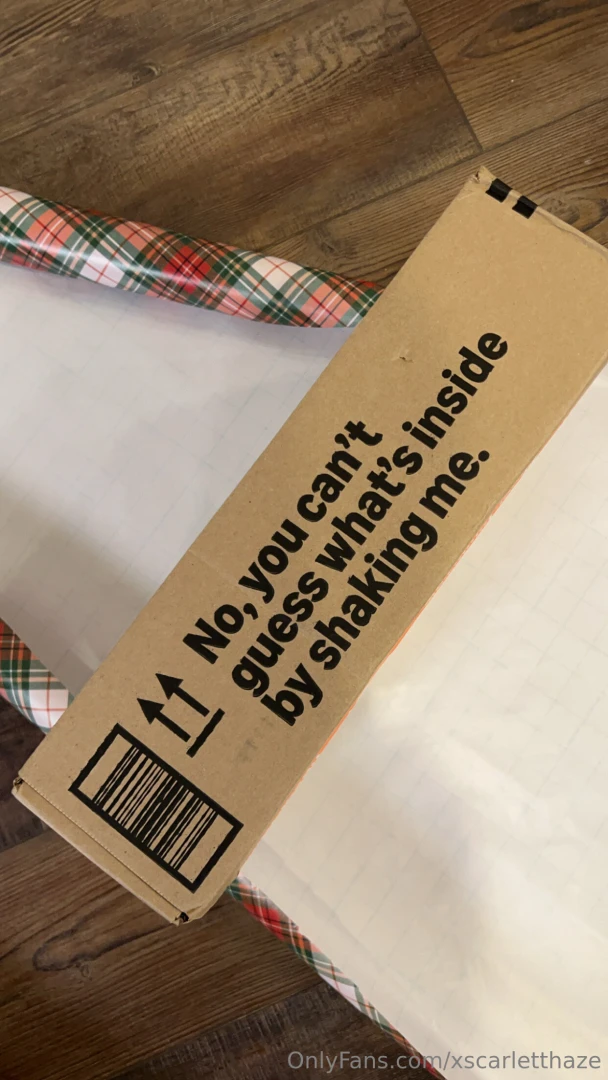 No, you can't
guess what's inside
by shaking me.
OnlyFans.com/xscarletthaze